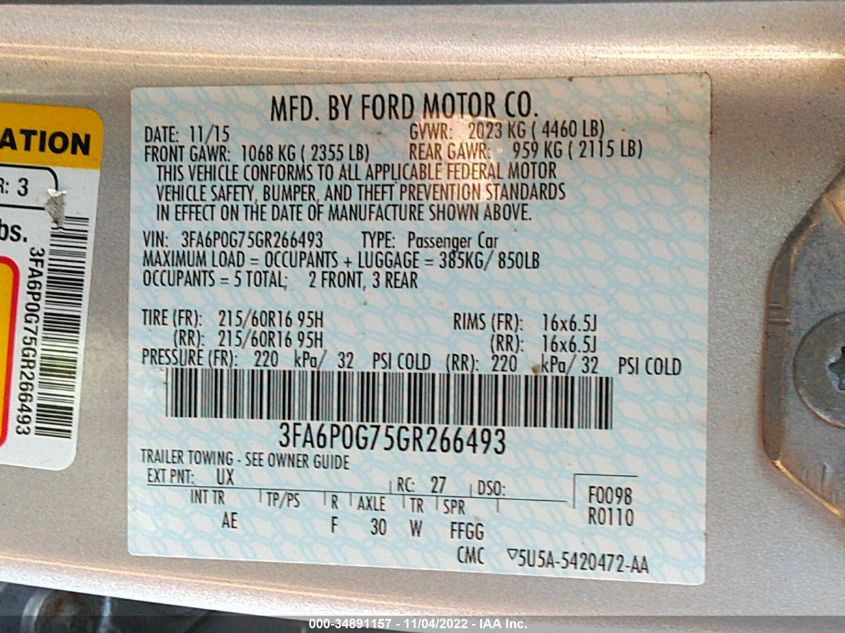 MFD. BY FORD MOTOR CO.
DATE: 11/15 GVWR: 2023 KG ( 4460 LB)
FRONT GAWR: 1068 KG ( 2355 LB) REAR GAWR: 959 KG ( 2115 LB)
THIS VEHICLE CONFORMS TO ALL APPLICABLE FEDERAL MOTOR
VEHICLE SAFETY, BUMPER, AND THEFT PREVENTION STANDARDS
IN EFFECT ON THE DATE OF MANUFACTURE SHOWN ABOVE.
VIN: 3FA6P0G75GR266493 TYPE: Passenger Car
MAXIMUM LOAD = OCCUPANTS + LUGGAGE = 385KG/ 850LB
OCCUPANTS = 5 TOTAL; 2 FRONT, 3 REAR
TIRE (FR): 215/60R16 95H RIMS (FR): 16x6.5J
(RR): 215/60R16 95H (RR): 16x6.5J
PRESSURE (FR): 220 kPa/ 32 PSI COLD (RR): 220 kPa/ 32 PSI COLD
3FA6P0G75GR266493
TRAILER TOWING - SEE OWNER GUIDE
EXT PNT: UX RC: 27 DSO:
INT TR TP/PS R AXLE TR SPR
AE F 30 W FFGG
F0098
R0110
CMC ▽5U5A-5420472-AA
ATION
R: 3
bs.
3FA6P0G75GR266493
000-34891157 - 11/04/2022 - IAA Inc.